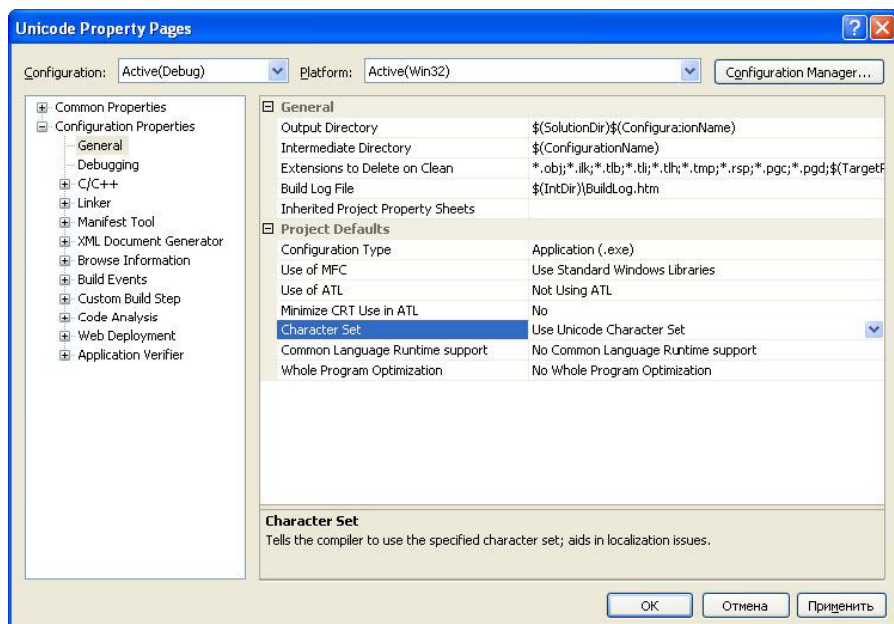 Unicode Property Pages
Configuration: Active(Debug) Platform: Active(Win32) Configuration Manager...
Common Properties
Configuration Properties
General
Debugging
C/C++
Linker
Manifest Tool
XML Document Generator
Browse Information
Build Events
Custom Build Step
Code Analysis
Web Deployment
Application Verifier
General
Output Directory $(SolutionDir)$(ConfigurationName)
Intermediate Directory $(ConfigurationName)
Extensions to Delete on Clean *.obj;*.ilk;*.tlb;*.tli;*.tlh;*.tmp;*.rsp;*.pgc;*.pgd;$(TargetP
Build Log File $(IntDir)\BuildLog.htm
Inherited Project Property Sheets
Project Defaults
Configuration Type Application (.exe)
Use of MFC Use Standard Windows Libraries
Use of ATL Not Using ATL
Minimize CRT Use in ATL No
Character Set Use Unicode Character Set
Common Language Runtime support No Common Language Runtime support
Whole Program Optimization No Whole Program Optimization
Character Set
Tells the compiler to use the specified character set; aids in localization issues.
OK Отмена Применить